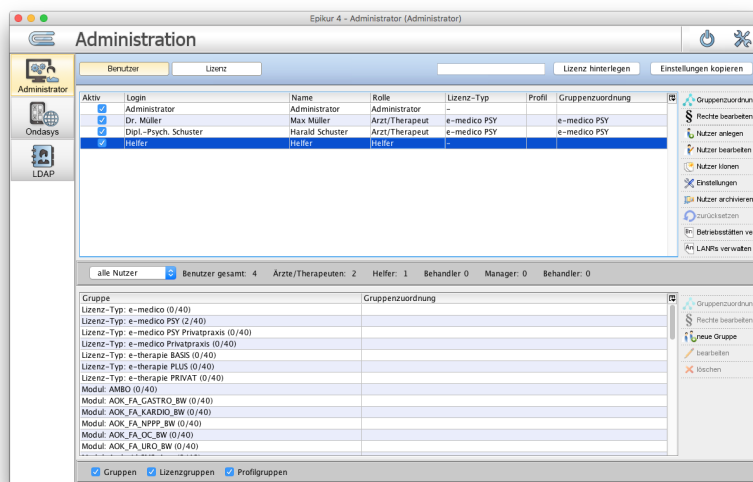 Epikur 4 - Administrator (Administrator)
Administration
Administrator
Ondasys
LDAP
Benutzer Lizenz Lizenz hinterlegen Einstellungen kopieren
Aktiv Login Name Rolle Lizenz-Typ Profil Gruppenzuordnung
Administrator Administrator Administrator -
Dr. Müller Max Müller Arzt/Therapeut e-medico PSY e-medico PSY
Dipl.-Psych. Schuster Harald Schuster Arzt/Therapeut e-medico PSY e-medico PSY
Helfer Helfer Helfer -
Gruppenzuordnun
Rechte bearbeiten
Nutzer anlegen
Nutzer bearbeiten
Nutzer klonen
Einstellungen
Nutzer archivieren
zurücksetzen
Betriebsstätten ve
LANRs verwalten
alle Nutzer Benutzer gesamt: 4 Ärzte/Therapeuten: 2 Helfer: 1 Behandler 0 Manager: 0 Behandler: 0
Gruppe Gruppenzuordnung
Lizenz-Typ: e-medico (0/40)
Lizenz-Typ: e-medico PSY (2/40)
Lizenz-Typ: e-medico PSY Privatpraxis (0/40)
Lizenz-Typ: e-medico Privatpraxis (0/40)
Lizenz-Typ: e-therapie BASIS (0/40)
Lizenz-Typ: e-therapie PLUS (0/40)
Lizenz-Typ: e-therapie PRIVAT (0/40)
Modul: AMBO (0/40)
Modul: AOK_FA_GASTRO_BW (0/40)
Modul: AOK_FA_KARDIO_BW (0/40)
Modul: AOK_FA_NPPP_BW (0/40)
Modul: AOK_FA_OC_BW (0/40)
Modul: AOK_FA_URO_BW (0/40)
Gruppenzuordnun
Rechte bearbeiten
neue Gruppe
bearbeiten
löschen
Gruppen Lizenzgruppen Profilgruppen